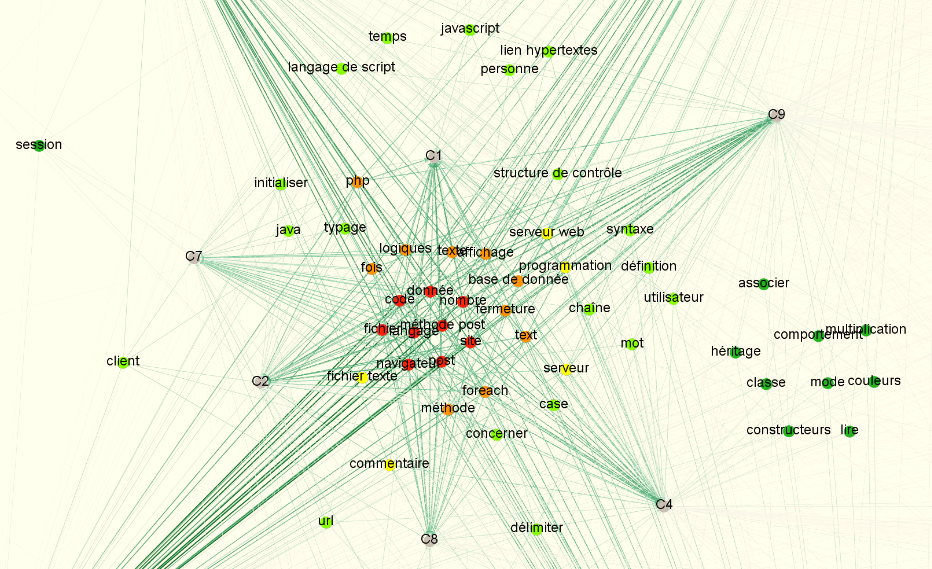 javascript
temps
lien hypertextes
langage de script
personne
C9
session
C1
structure de contrôle
initialiser
php
java
typage
serveur web
syntaxe
logiques
texte
affichage
C7
fois
programmation
définition
base de donnée
associer
donnée
code
nombre
utilisateur
fermeture
chaine
fichier
langage
méthode post
multiplication
comportement
text
site
mot
héritage
client
navigateur
post
serveur
fichier texte
C2
classe
mode
couleurs
foreach
case
méthode
concerner
constructeurs
lire
commentaire
C4
url
délimiter
C8